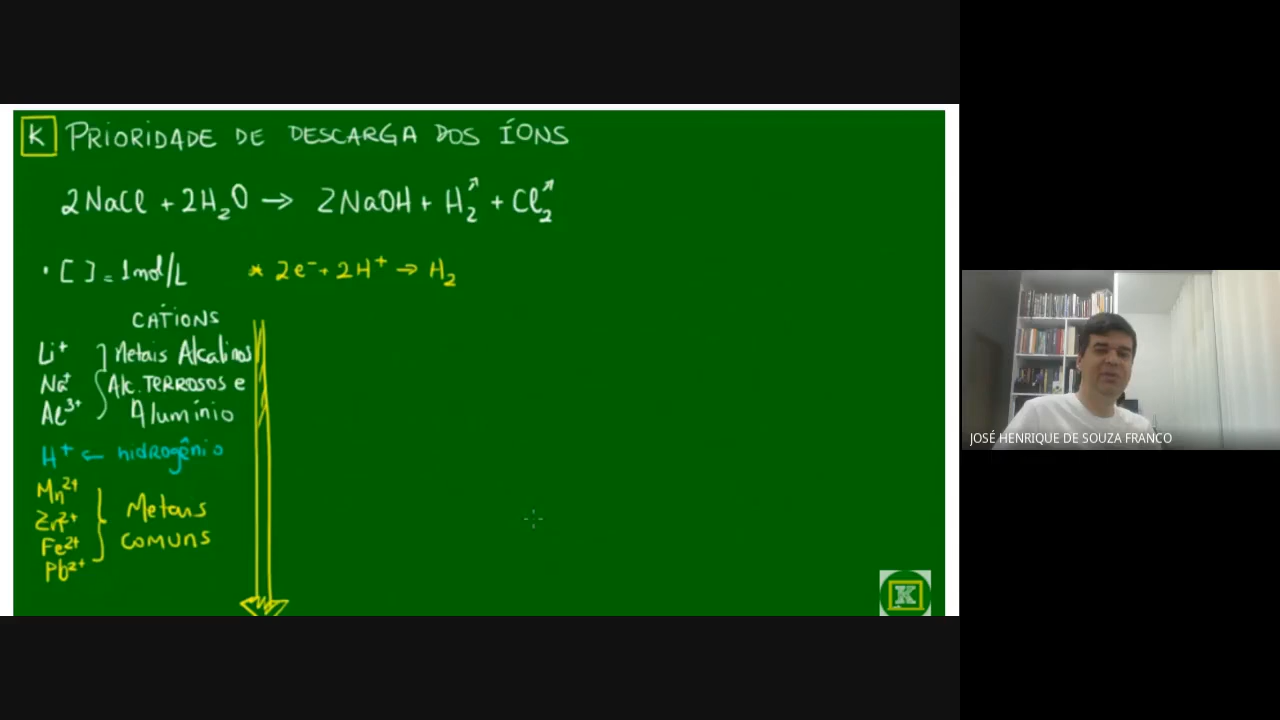 K PRIORIDADE DE DESCARGA DOS ÍONS
2NaCl + 2H₂O → 2NaOH + H₂↗ + Cl₂↗
• [ ] = 1mol/L * 2e⁻ + 2H⁺ → H₂
CÁTIONS
Li⁺ } Metais Alcalinos
Na⁺ Alc. TERROSOS e
Al³⁺ Alumínio
H⁺ ← hidrogênio
Mn²⁺
Zn²⁺ } Metais
Fe²⁺ comuns
Pb²⁺
K
JOSÉ HENRIQUE DE SOUZA FRANCO